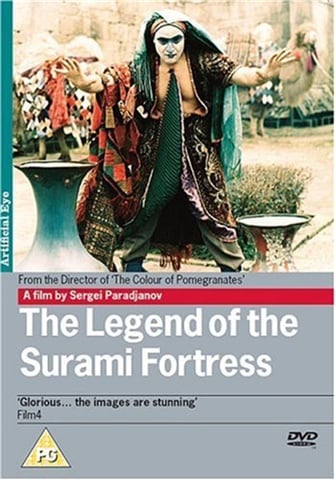 Artificial Eye
From the Director of 'The Colour of Pomegranates'
A film by Sergei Paradjanov
The Legend of the
Surami Fortress
'Glorious... the images are stunning'
Film4
PG
DVD
VIDEO